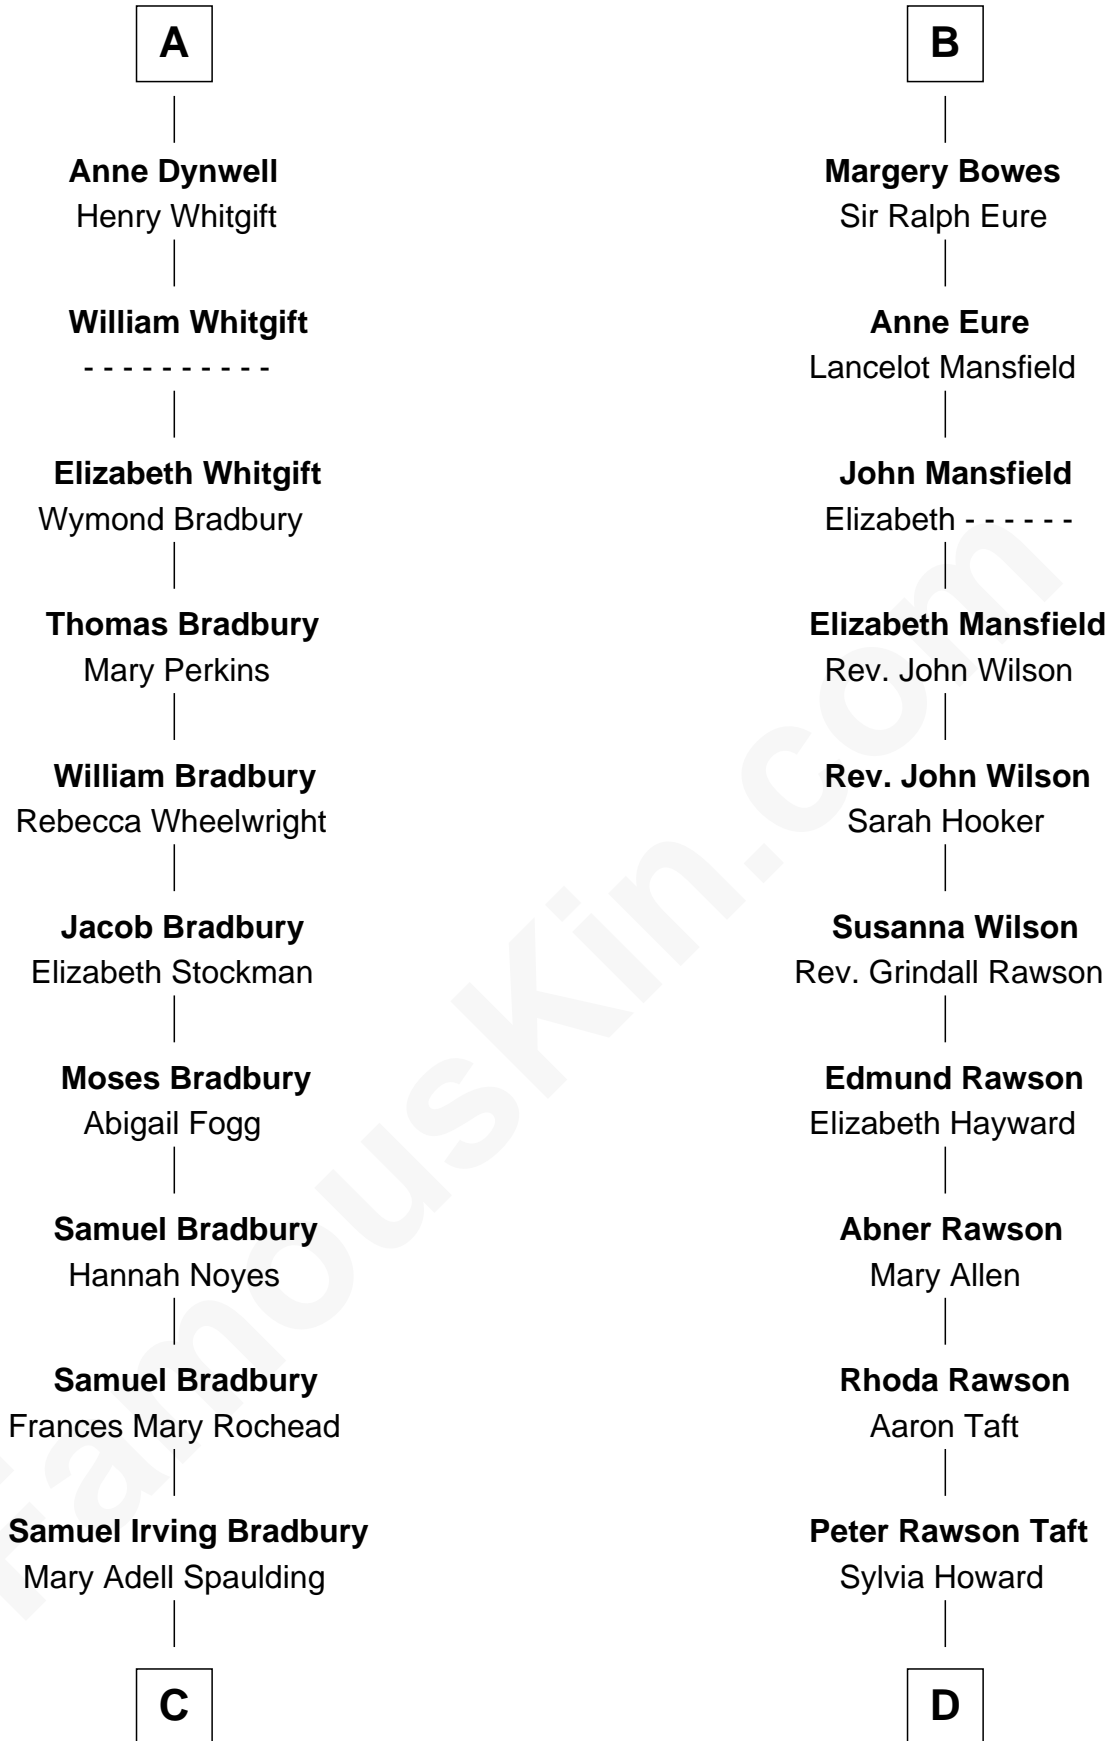 A
Anne Dynwell
Henry Whitgift
William Whitgift
- - - - - - - - - -
Elizabeth Whitgift
Wymond Bradbury
Thomas Bradbury
Mary Perkins
William Bradbury
Rebecca Wheelwright
Jacob Bradbury
Elizabeth Stockman
Moses Bradbury
Abigail Fogg
Samuel Bradbury
Hannah Noyes
Samuel Bradbury
Frances Mary Rochead
Samuel Irving Bradbury
Mary Adell Spaulding
C
B
Margery Bowes
Sir Ralph Eure
Anne Eure
Lancelot Mansfield
John Mansfield
Elizabeth - - - - - -
Elizabeth Mansfield
Rev. John Wilson
Rev. John Wilson
Sarah Hooker
Susanna Wilson
Rev. Grindall Rawson
Edmund Rawson
Elizabeth Hayward
Abner Rawson
Mary Allen
Rhoda Rawson
Aaron Taft
Peter Rawson Taft
Sylvia Howard
D
FamousKin.com